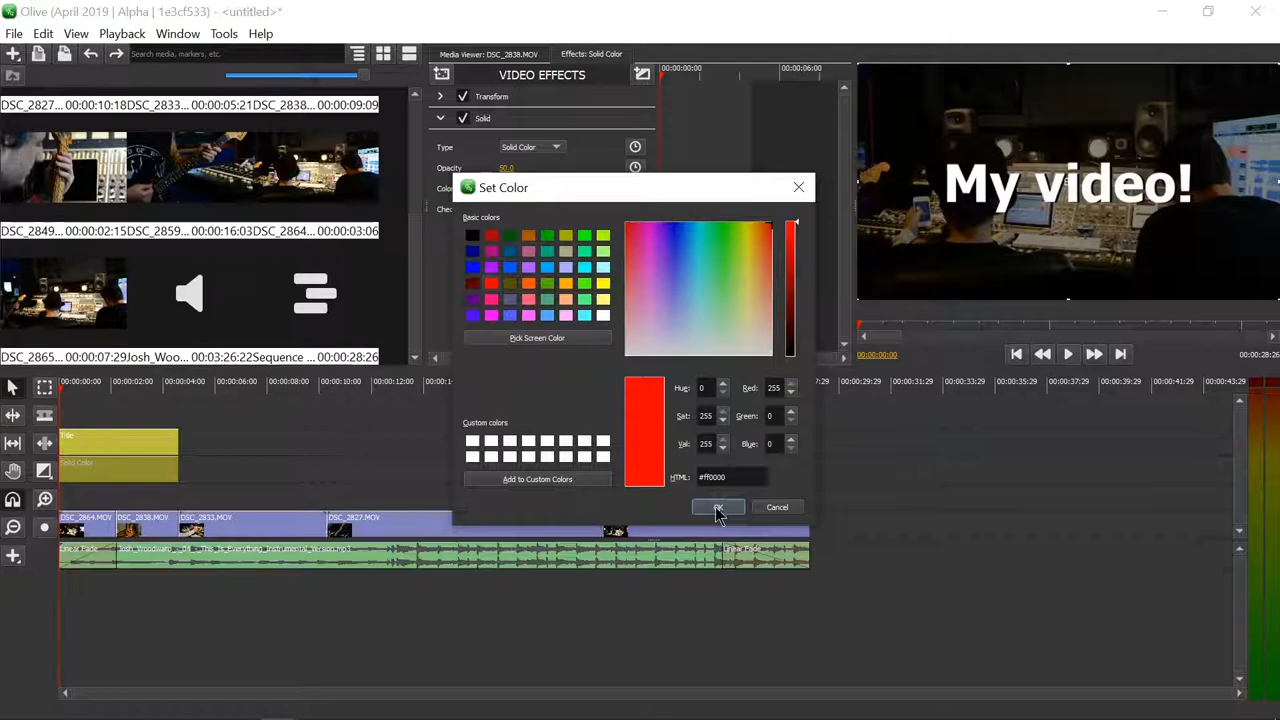 Olive (April 2019 | Alpha | 1e3cf533) - <untitled>*
File Edit View Playback Window Tools Help
Search media, markers, etc.
Media Viewer: DSC_2838.MOV
Effects: Solid Color
VIDEO EFFECTS
00:00:00:00
00:00:06:00
DSC_2827... 00:00:10:18 DSC_2833... 00:00:05:21 DSC_2838... 00:00:09:09
Transform
Solid
Type Solid Color
Opacity 50.0
My video!
Set Color
Basic colors
DSC_2849... 00:00:02:15 DSC_2859... 00:00:16:03 DSC_2864... 00:00:03:06
Pick Screen Color
DSC_2865... 00:00:07:29 Josh_Woo... 00:03:26:22 Sequence 00:00:28:26
00:00:00:00
00:00:28:26
Hue: 0 Red: 255
Sat: 255 Green: 0
Val: 255 Blue: 0
HTML: #ff0000
Custom colors
Add to Custom Colors
OK Cancel
00:00:00:00 00:00:02:00 00:00:04:00 00:00:06:00 00:00:08:00 00:00:10:00 00:00:12:00 00:00:29:29 00:00:31:29 00:00:33:29 00:00:35:29 00:00:37:29 00:00:39:29 00:00:41:29 00:00:43:29
Title
Solid Color
DSC_2864.MOV DSC_2838.MOV DSC_2833.MOV DSC_2827.MOV
Linear Fade
Linear Fade